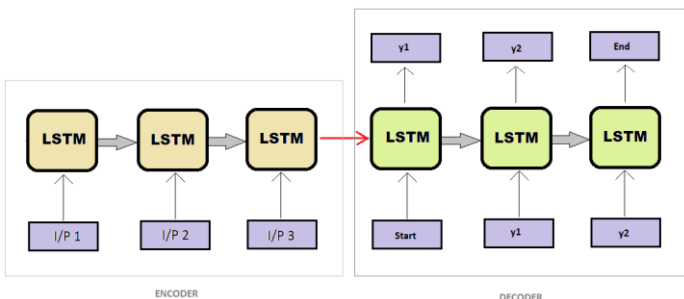 y1
y2
End
LSTM
LSTM
LSTM
LSTM
LSTM
LSTM
I/P 1
I/P 2
I/P 3
Start
y1
y2
ENCODER
DECODER